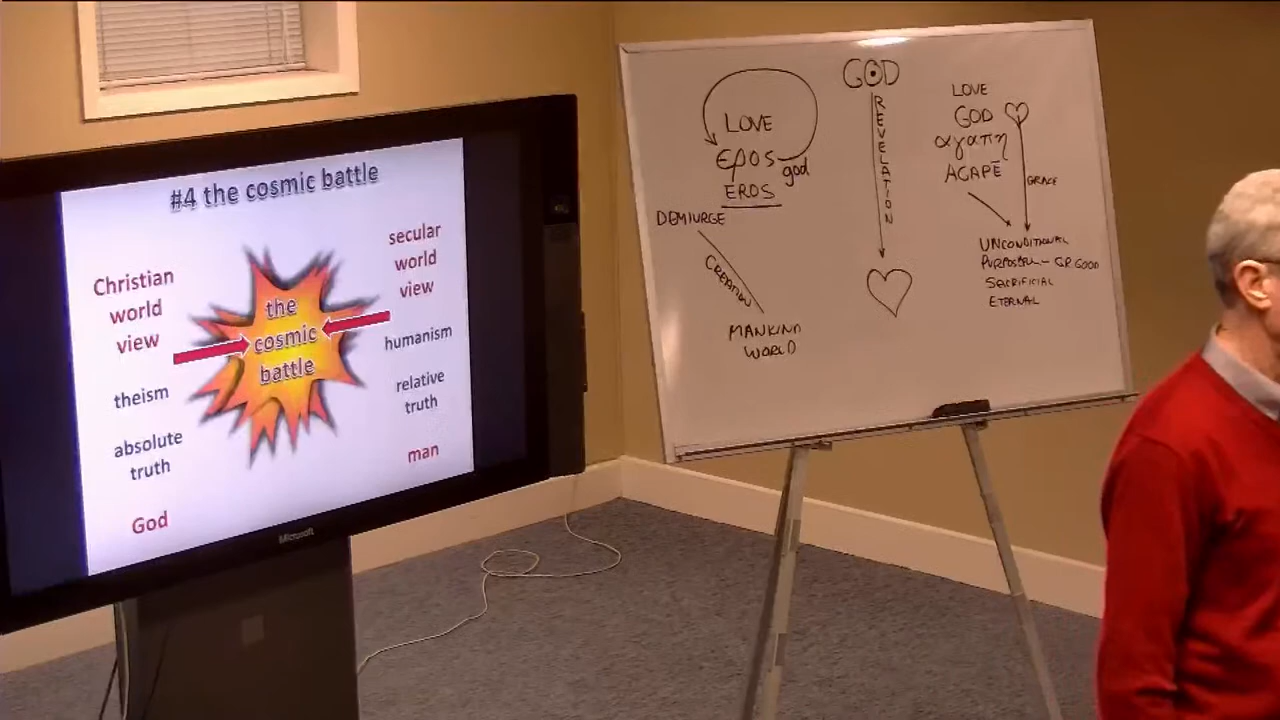 #4 the cosmic battle
Christian
world
view
theism
absolute
truth
God
the
cosmic
battle
secular
world
view
humanism
relative
truth
man
Microsoft
LOVE
ЄρOS
god
EROS
DEMIURGE
CREATION
MANKIND
WORLD
GOD
REVELATION
LOVE
GOD
αγαπη
AGAPĒ
GRACE
UNCONDITIONAL
SACRIFICIAL
ETERNAL